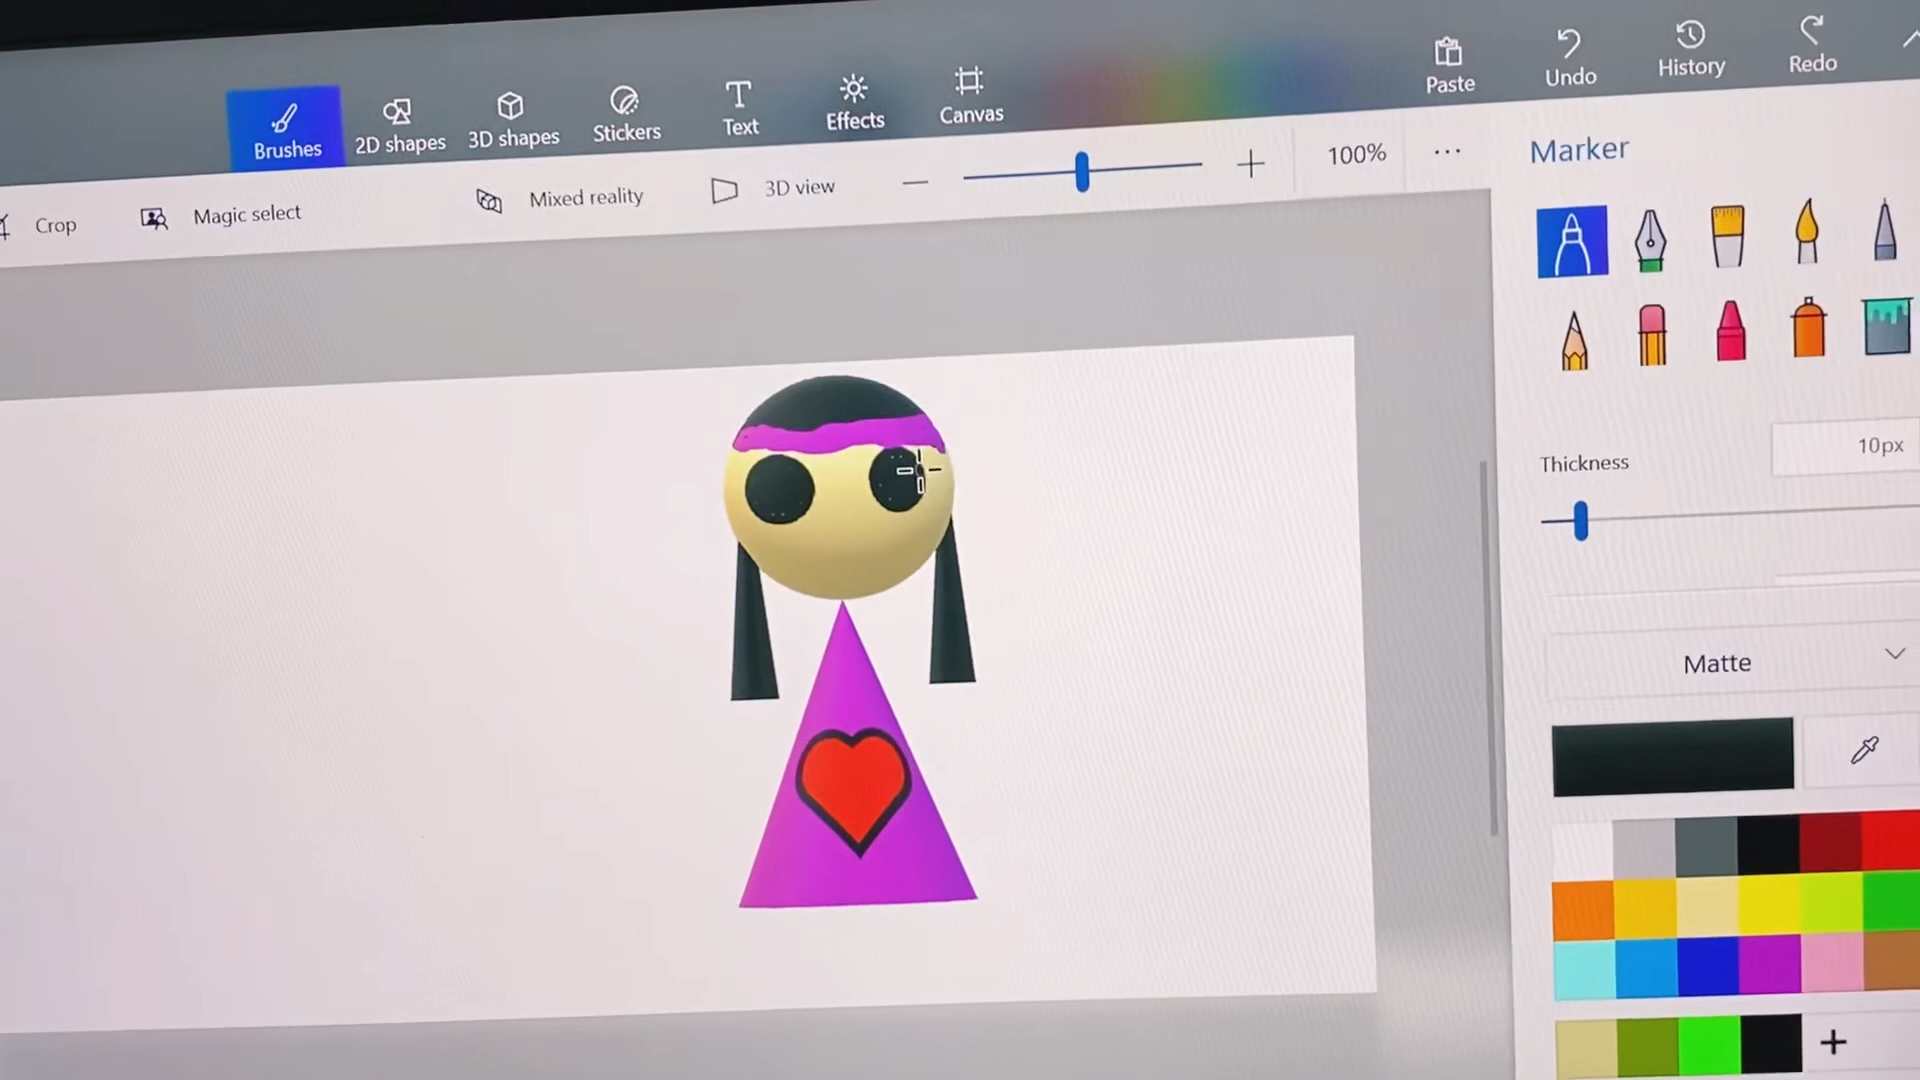 Brushes
2D shapes
3D shapes
Stickers
Text
Effects
Canvas
Paste
Undo
History
Redo
Crop
Magic select
Mixed reality
3D view
100%
Marker
Thickness
10px
Matte